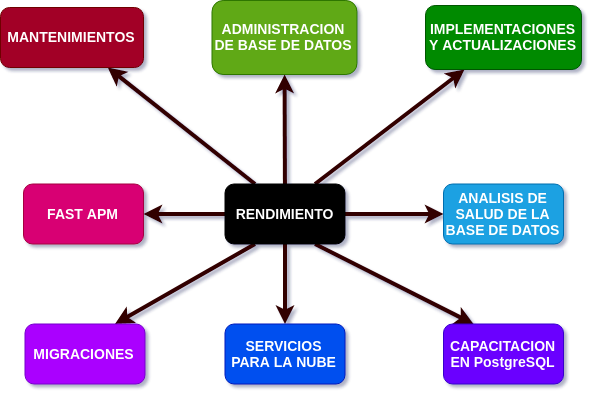 MANTENIMIENTOS
ADMINISTRACION
DE BASE DE DATOS
IMPLEMENTACIONES
Y ACTUALIZACIONES
FAST APM
RENDIMIENTO
ANALISIS DE
SALUD DE LA
BASE DE DATOS
MIGRACIONES
SERVICIOS
PARA LA NUBE
CAPACITACION
EN PostgreSQL